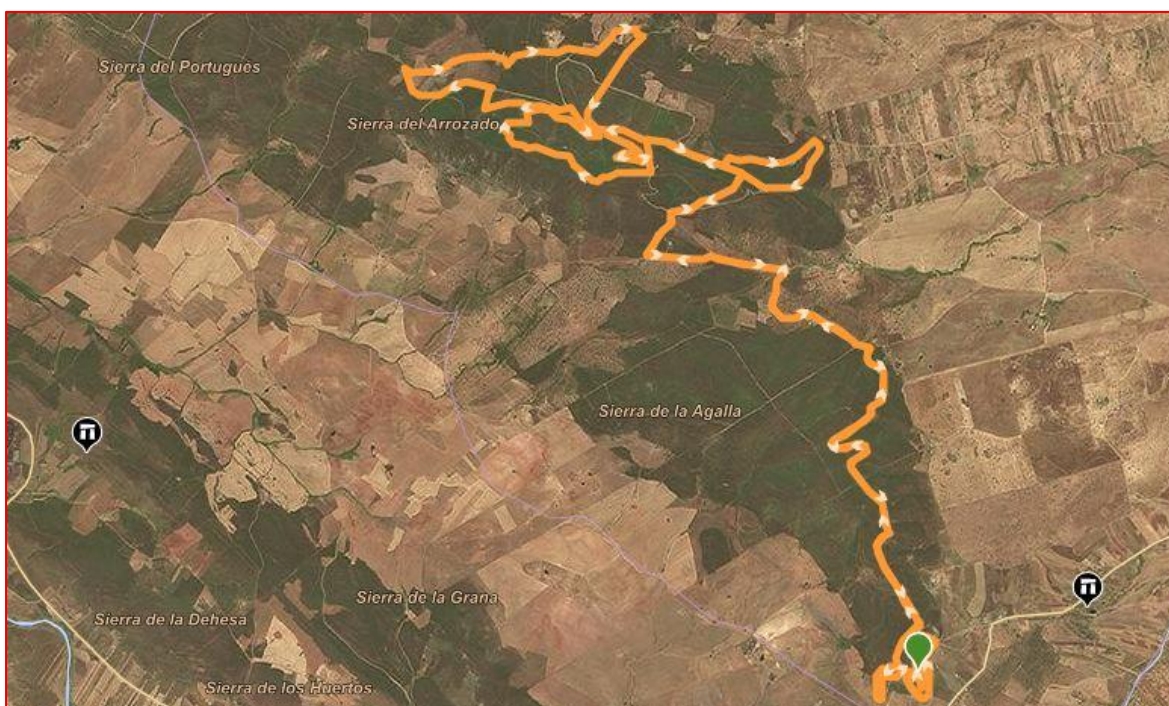 Sierra del Portugués
Sierra del Arrozado
Sierra de la Agalla
Sierra de la Grana
Sierra de la Dehesa
Sierra de los Huertos